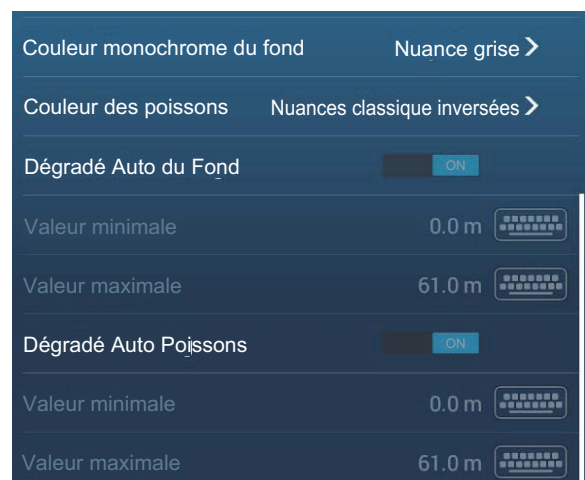 Couleur monochrome du fond Nuance grise >
Couleur des poissons Nuances classique inversées >
Dégradé Auto du Fond ON
Valeur minimale 0.0 m
Valeur maximale 61.0 m
Dégradé Auto Poissons ON
Valeur minimale 0.0 m
Valeur maximale 61.0 m